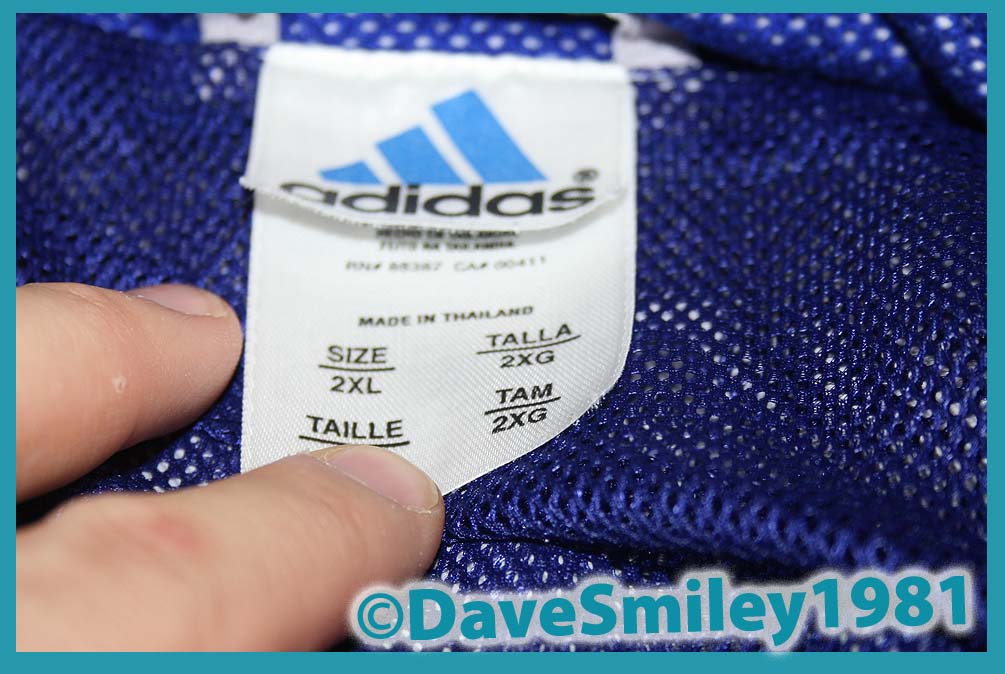 adidas®
RN# 88387 CA# 00411
MADE IN THAILAND
SIZE
2XL
TALLA
2XG
TAILLE
TAM
2XG
©DaveSmiley1981